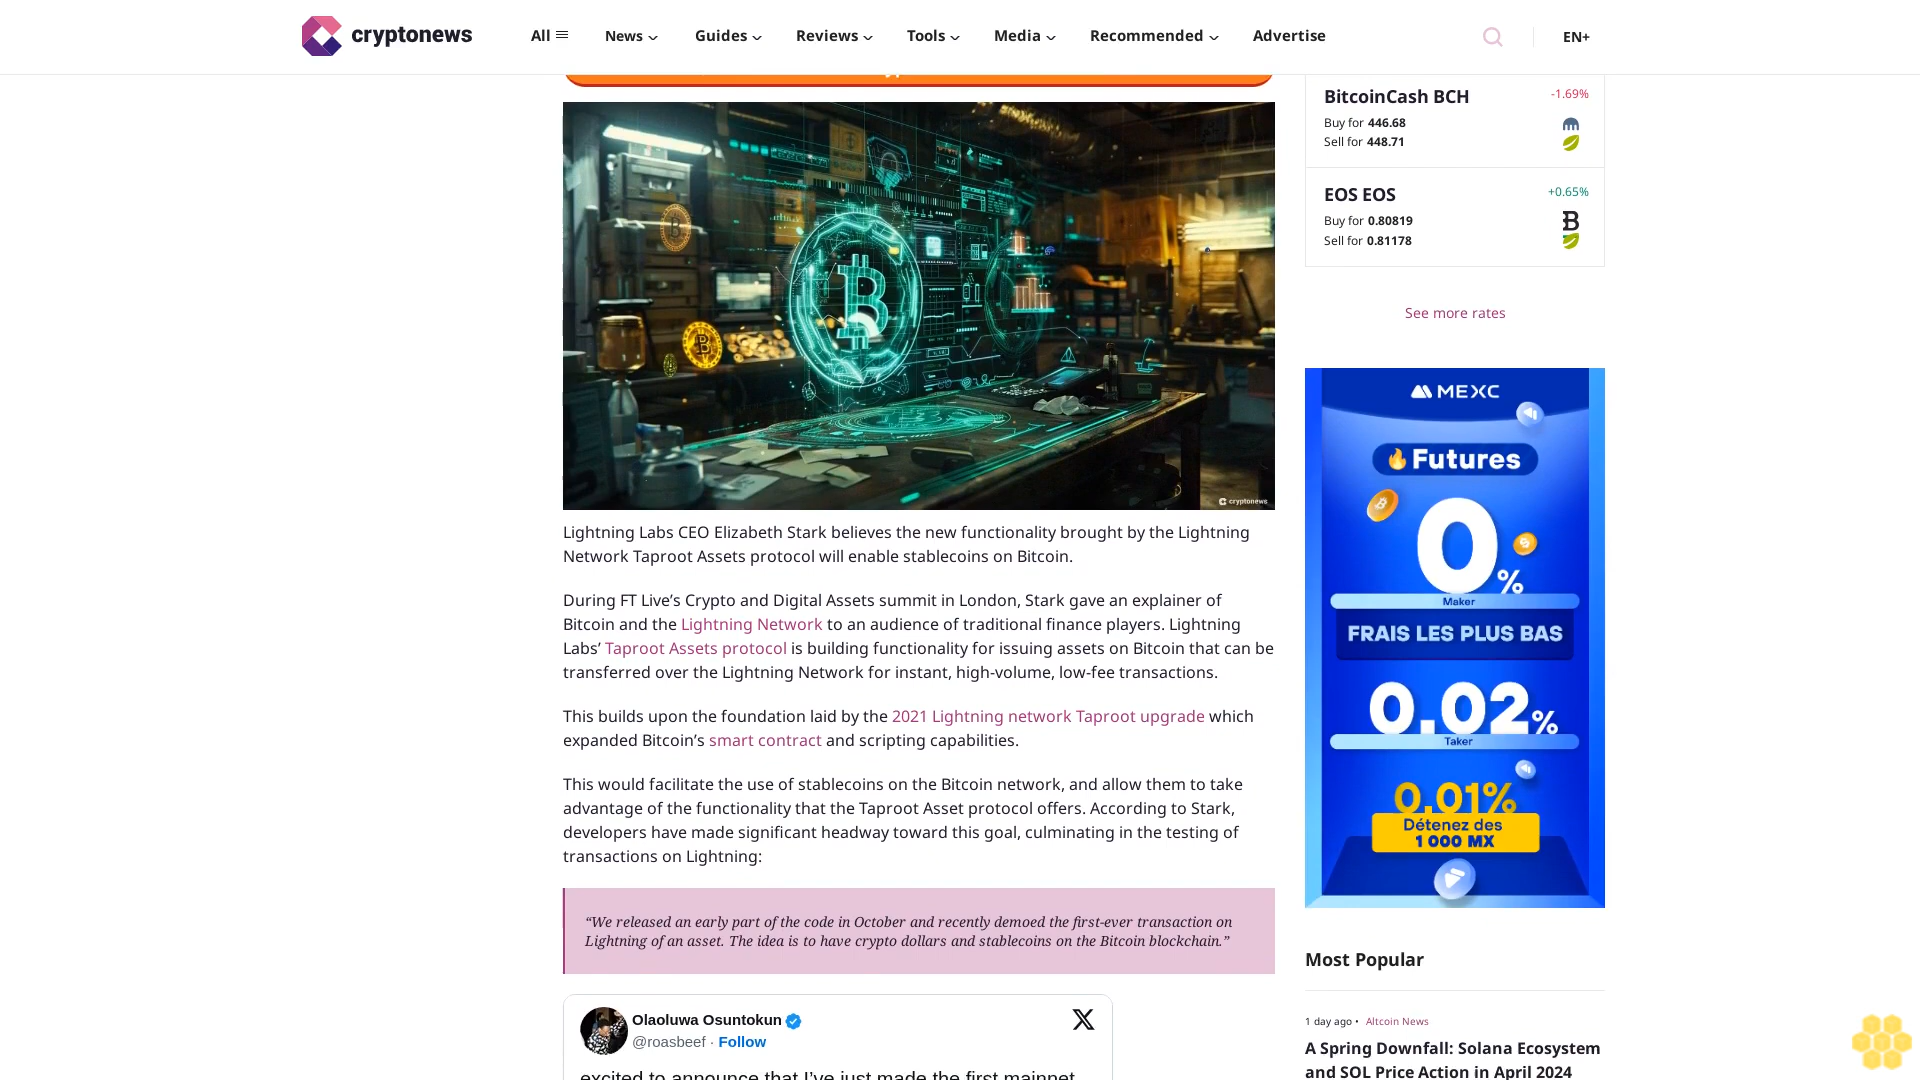 cryptonews
All
News
Guides
Reviews
Tools
Media
Recommended
Advertise
EN+
cryptonews
Lightning Labs CEO Elizabeth Stark believes the new functionality brought by the Lightning
Network Taproot Assets protocol will enable stablecoins on Bitcoin.
During FT Live’s Crypto and Digital Assets summit in London, Stark gave an explainer of
Bitcoin and the Lightning Network to an audience of traditional finance players. Lightning
Labs’ Taproot Assets protocol is building functionality for issuing assets on Bitcoin that can be
transferred over the Lightning Network for instant, high-volume, low-fee transactions.
This builds upon the foundation laid by the 2021 Lightning network Taproot upgrade which
expanded Bitcoin’s smart contract and scripting capabilities.
This would facilitate the use of stablecoins on the Bitcoin network, and allow them to take
advantage of the functionality that the Taproot Asset protocol offers. According to Stark,
developers have made significant headway toward this goal, culminating in the testing of
transactions on Lightning:
“We released an early part of the code in October and recently demoed the first-ever transaction on
Lightning of an asset. The idea is to have crypto dollars and stablecoins on the Bitcoin blockchain.”
Olaoluwa Osuntokun
@roasbeef · Follow
excited to announce that I’ve just made the first mainnet
BitcoinCash BCH
-1.69%
Buy for 446.68
Sell for 448.71
EOS EOS
+0.65%
Buy for 0.80819
Sell for 0.81178
See more rates
MEXC
Futures
0%
Maker
FRAIS LES PLUS BAS
0.02%
Taker
0.01%
Détenez des
1 000 MX
Most Popular
1 day ago • Altcoin News
A Spring Downfall: Solana Ecosystem
and SOL Price Action in April 2024